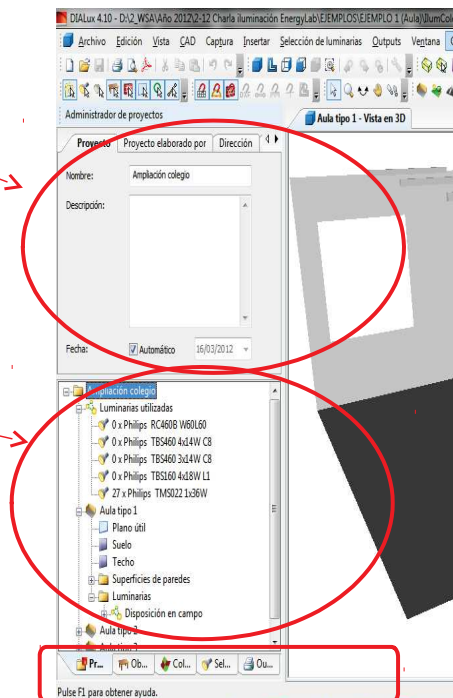 DIALux 4.10 - D:\2_WSA\Año 2012\2-12 Charla iluminación EnergyLab\EJEMPLOS\EJEMPLO 1 (Aula)\IlumCole
Archivo Edición Vista CAD Captura Insertar Selección de luminarias Outputs Ventana
Administrador de proyectos
Aula tipo 1 - Vista en 3D
Proyecto Proyecto elaborado por Dirección
Nombre: Ampliación colegio
Descripción:
Fecha: Automático 16/03/2012
Ampliación colegio
Luminarias utilizadas
0 x Philips RC460B W60L60
0 x Philips TBS460 4x14W C8
0 x Philips TBS460 3x14W C8
0 x Philips TBS160 4x18W L1
27 x Philips TMS022 1x36W
Aula tipo 1
Plano útil
Suelo
Techo
Superficies de paredes
Luminarias
Disposición en campo
Aula tipo 2
Pr... Ob... Col... Sel... Ou...
Pulse F1 para obtener ayuda.